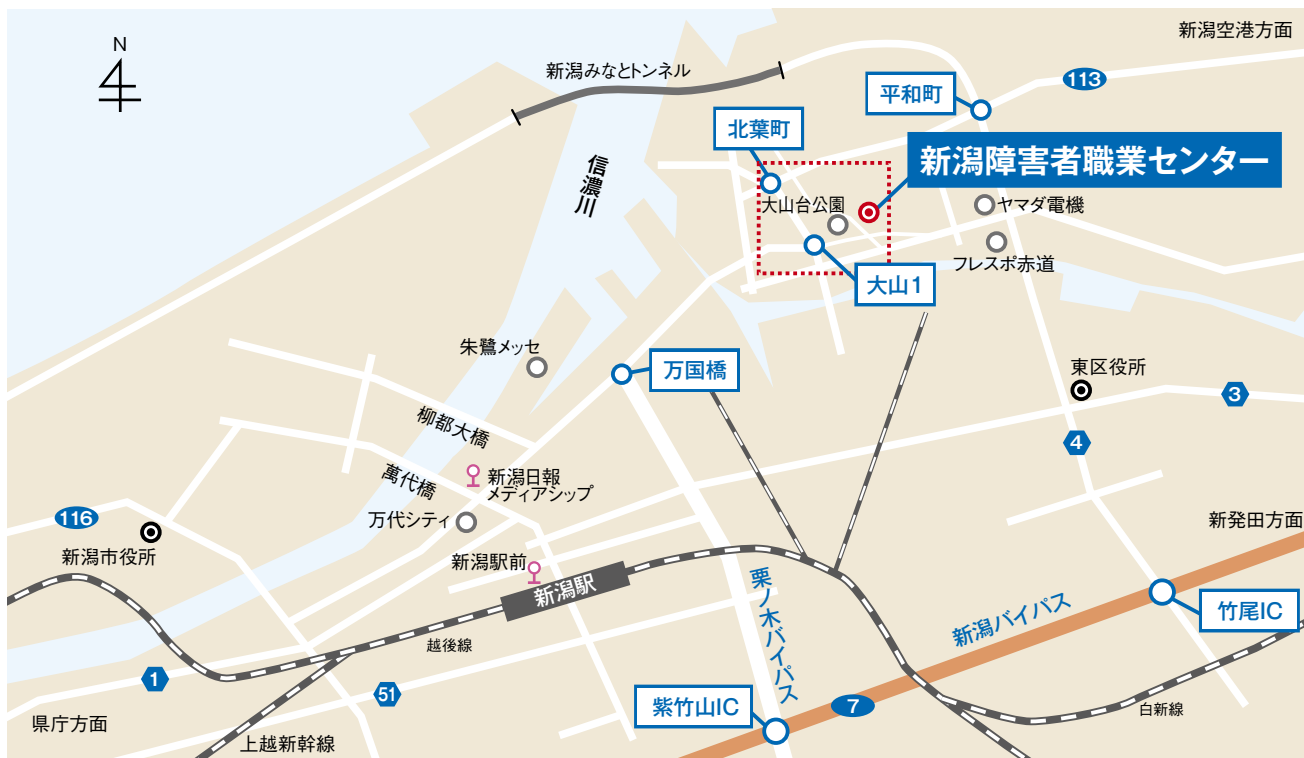 新潟空港方面
N
新潟みなとトンネル
113
平和町
北葉町
新潟障害者職業センター
信濃川
大山台公園
ヤマダ電機
フレスポ赤道
大山1
朱鷺メッセ
万国橋
東区役所
3
柳都大橋
4
萬代橋
新潟日報
メディアシップ
116
万代シティ
新発田方面
新潟市役所
新潟駅前
新潟駅
栗ノ木バイパス
新潟バイパス
竹尾IC
越後線
1
51
紫竹山IC
7
白新線
県庁方面
上越新幹線